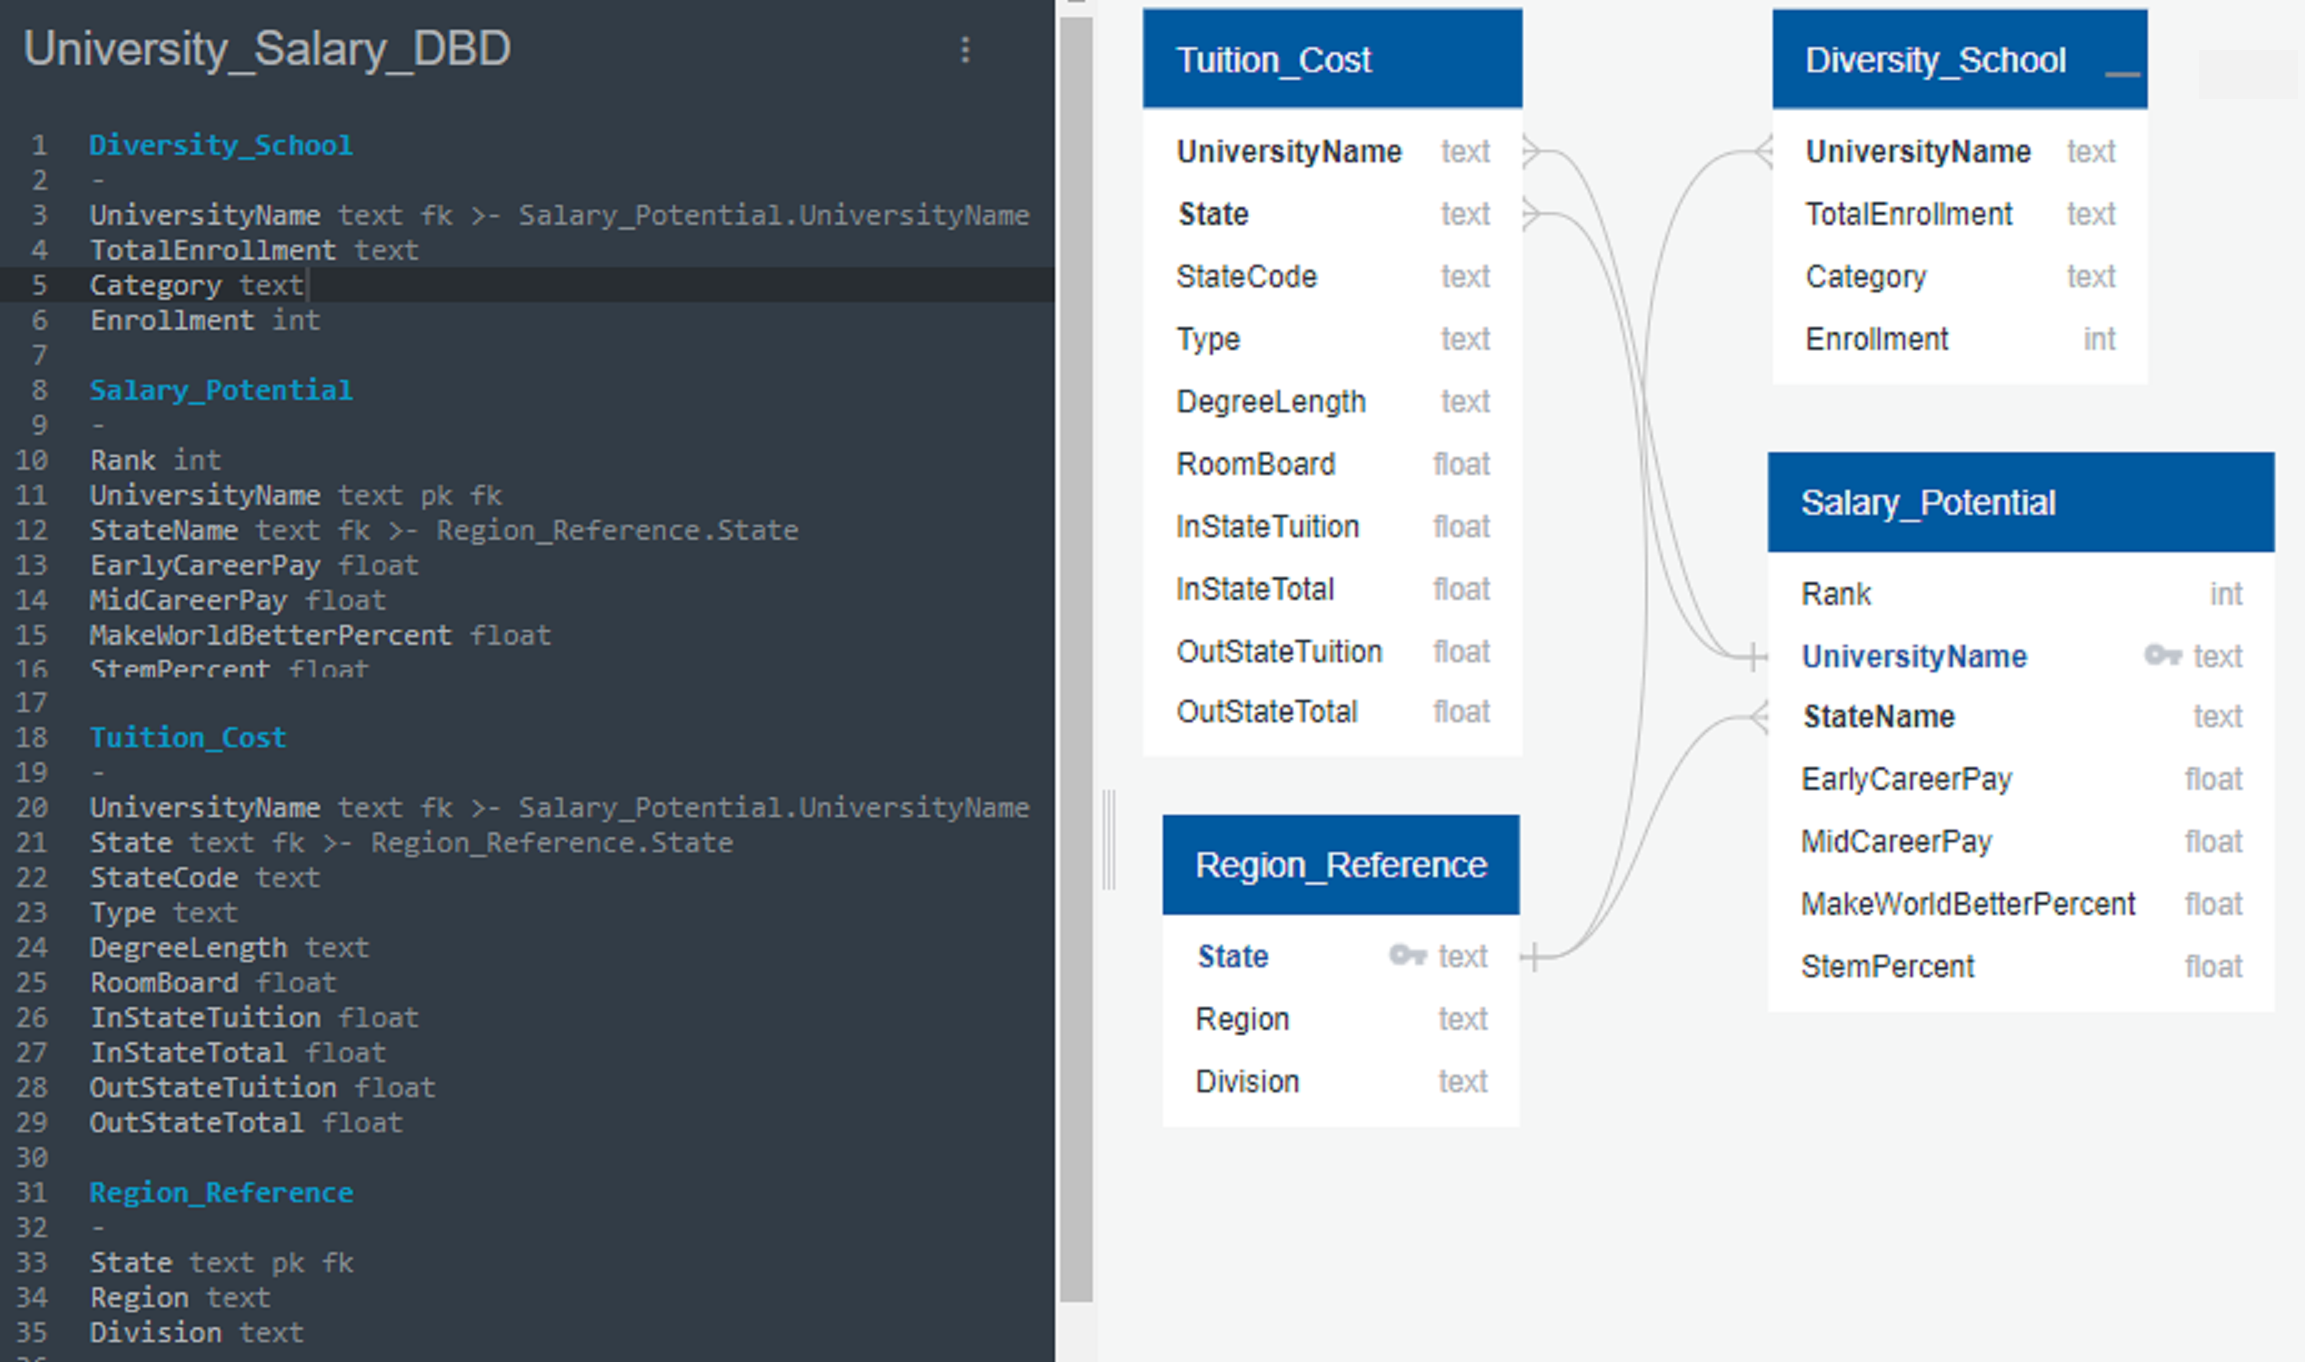 University_Salary_DBD
1 Diversity_School
2 -
3 UniversityName text fk >- Salary_Potential.UniversityName
4 TotalEnrollment text
5 Category text
6 Enrollment int
7
8 Salary_Potential
9 -
10 Rank int
11 UniversityName text pk fk
12 StateName text fk >- Region_Reference.State
13 EarlyCareerPay float
14 MidCareerPay float
15 MakeWorldBetterPercent float
16 StemPercent float
17
18 Tuition_Cost
19 -
20 UniversityName text fk >- Salary_Potential.UniversityName
21 State text fk >- Region_Reference.State
22 StateCode text
23 Type text
24 DegreeLength text
25 RoomBoard float
26 InStateTuition float
27 InStateTotal float
28 OutStateTuition float
29 OutStateTotal float
30
31 Region_Reference
32 -
33 State text pk fk
34 Region text
35 Division text
Tuition_Cost
UniversityName text
State text
StateCode text
Type text
DegreeLength text
RoomBoard float
InStateTuition float
InStateTotal float
OutStateTuition float
OutStateTotal float
Region_Reference
State text
Region text
Division text
Diversity_School
UniversityName text
TotalEnrollment text
Category text
Enrollment int
Salary_Potential
Rank int
UniversityName text
StateName text
EarlyCareerPay float
MidCareerPay float
MakeWorldBetterPercent float
StemPercent float